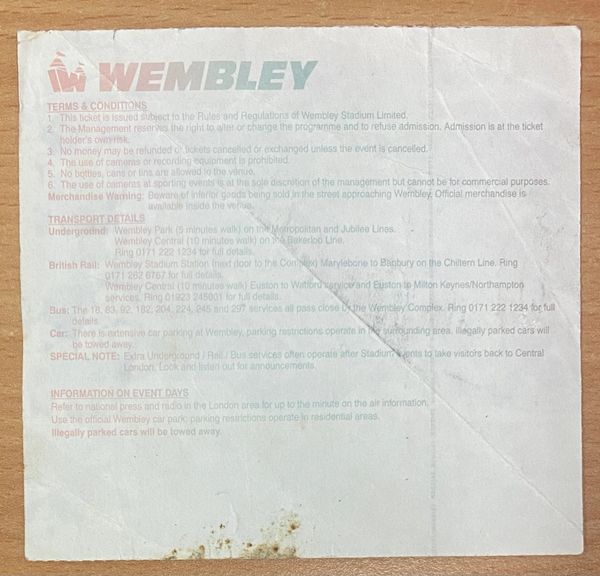 WEMBLEY
TERMS & CONDITIONS
1. This ticket is issued subject to the Rules and Regulations of Wembley Stadium Limited.
2. The Management reserves the right to alter or change the programme and to refuse admission. Admission is at the ticket
holder's own risk.
3. No money may be refunded or tickets cancelled or exchanged unless the event is cancelled.
4. The use of cameras or recording equipment is prohibited.
5. No bottles, cans or tins are allowed to the venue.
6. The use of cameras at sporting events is at the sole discretion of the management but cannot be for commercial purposes.
Merchandise Warning: Beware of inferior goods being sold in the street approaching Wembley. Official merchandise is
available inside the venue.
TRANSPORT DETAILS
Underground: Wembley Park (5 minutes walk) on the Metropolitan and Jubilee Lines.
Wembley Central (10 minutes walk) on the Bakerloo Line.
Ring 0171 222 1234 for full details.
British Rail: Wembley Stadium Station (next door to the Complex) Marylebone to Banbury on the Chiltern Line. Ring
0171 262 6767 for full details.
Wembley Central (10 minutes walk) Euston to Watford service and Euston to Milton Keynes/Northampton
services. Ring 01923 245001 for full details.
Bus: The 18, 83, 92, 182, 204, 224, 245 and 297 services all pass close by the Wembley Complex. Ring 0171 222 1234 for full
details.
Car: There is extensive car parking at Wembley, parking restrictions operate in the surrounding area. Illegally parked cars will
be towed away.
SPECIAL NOTE: Extra Underground / Rail / Bus services often operate after Stadium events to take visitors back to Central
London. Look and listen out for announcements.
INFORMATION ON EVENT DAYS
Refer to national press and radio in the London area for up to the minute on the air information.
Use the official Wembley car park: parking restrictions operate in residential areas.
Illegally parked cars will be towed away.